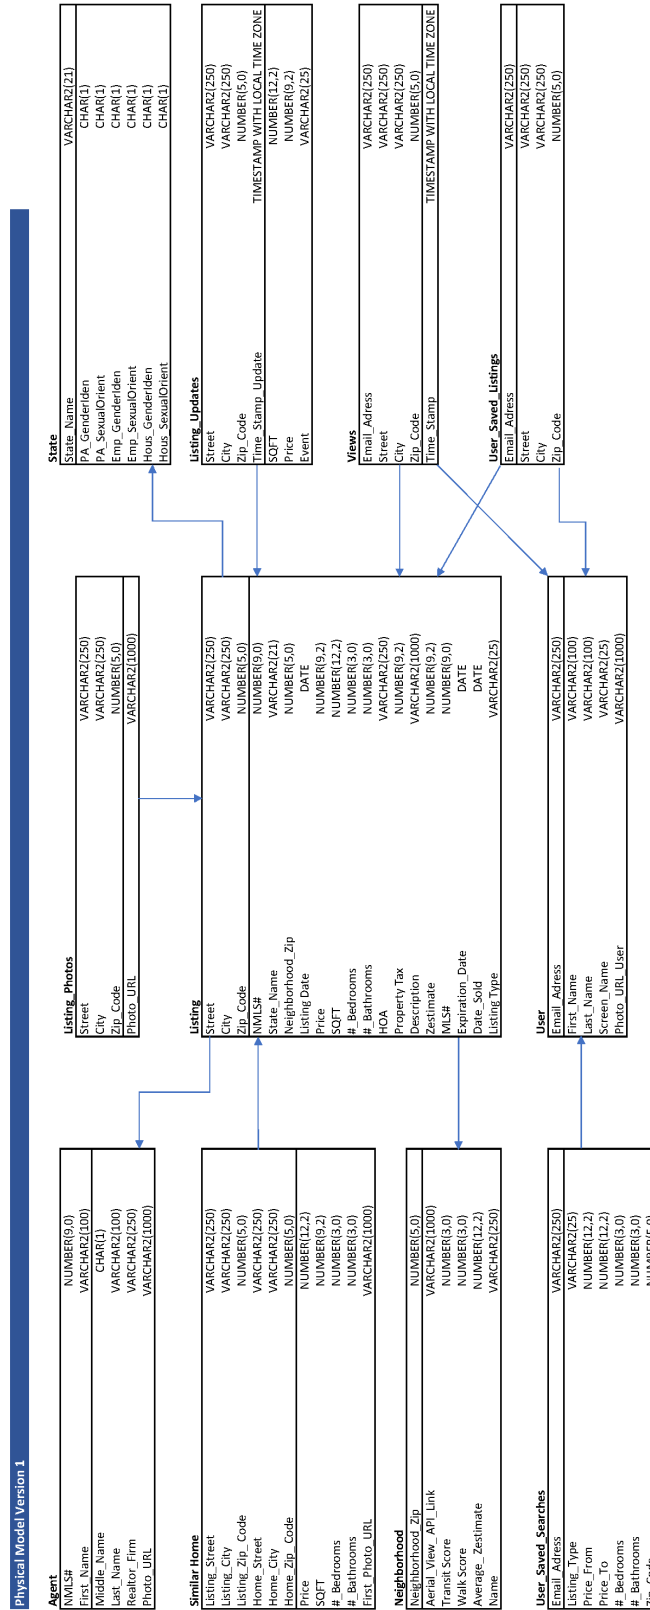 Physical Model Version 1
Agent
NMLS# NUMBER(9,0)
First_Name VARCHAR2(100)
Middle_Name CHAR(1)
Last_Name VARCHAR2(100)
Realtor_Firm VARCHAR2(250)
Photo_URL VARCHAR2(1000)
Listing_Photos
Street VARCHAR2(250)
City VARCHAR2(250)
Zip_Code NUMBER(5,0)
Photo_URL VARCHAR2(1000)
State
State_Name VARCHAR2(21)
PA_GenderIden CHAR(1)
PA_SexualOrient CHAR(1)
Emp_GenderIden CHAR(1)
Emp_SexualOrient CHAR(1)
Hous_GenderIden CHAR(1)
Hous_SexualOrient CHAR(1)
Similar Home
Listing_Street VARCHAR2(250)
Listing_City VARCHAR2(250)
Listing_Zip_Code NUMBER(5,0)
Home_Street VARCHAR2(250)
Home_City VARCHAR2(250)
Home_Zip_Code NUMBER(5,0)
Price NUMBER(12,2)
SQFT NUMBER(9,2)
#_Bedrooms NUMBER(3,0)
#_Bathrooms NUMBER(3,0)
First_Photo_URL VARCHAR2(1000)
Listing
Street VARCHAR2(250)
City VARCHAR2(250)
Zip_Code NUMBER(5,0)
NMLS# NUMBER(9,0)
State_Name VARCHAR2(21)
Neighborhood_Zip NUMBER(5,0)
Listing Date DATE
Price NUMBER(9,2)
SQFT NUMBER(12,2)
#_Bedrooms NUMBER(3,0)
#_Bathrooms NUMBER(3,0)
HOA VARCHAR2(250)
Property Tax NUMBER(9,2)
Description VARCHAR2(1000)
Zestimate NUMBER(9,2)
MLS# NUMBER(9,0)
Expiration_Date DATE
Date_Sold DATE
Listing Type VARCHAR2(25)
Listing_Updates
Street VARCHAR2(250)
City VARCHAR2(250)
Zip_Code NUMBER(5,0)
Time_Stamp_Update TIMESTAMP WITH LOCAL TIME ZONE
SQFT NUMBER(12,2)
Price NUMBER(9,2)
Event VARCHAR2(25)
Neighborhood
Neighborhood_Zip NUMBER(5,0)
Aerial_View_API_Link VARCHAR2(1000)
Transit Score NUMBER(3,0)
Walk Score NUMBER(3,0)
Average_ Zestimate NUMBER(12,2)
Name VARCHAR2(250)
Views
Email_Adress VARCHAR2(250)
Street VARCHAR2(250)
City VARCHAR2(250)
Zip_Code NUMBER(5,0)
Time_Stamp TIMESTAMP WITH LOCAL TIME ZONE
User_Saved_Listings
Email_Adress VARCHAR2(250)
Street VARCHAR2(250)
City VARCHAR2(250)
Zip_Code NUMBER(5,0)
User_Saved_Searches
Email_Adress VARCHAR2(250)
Listing_Type VARCHAR2(25)
Price_From NUMBER(12,2)
Price_To NUMBER(12,2)
#_Bedrooms NUMBER(3,0)
#_Bathrooms NUMBER(3,0)
Zip_Code NUMBER(5,0)
User
Email_Adress VARCHAR2(250)
First_Name VARCHAR2(100)
Last_Name VARCHAR2(100)
Screen_Name VARCHAR2(25)
Photo_URL_User VARCHAR2(1000)